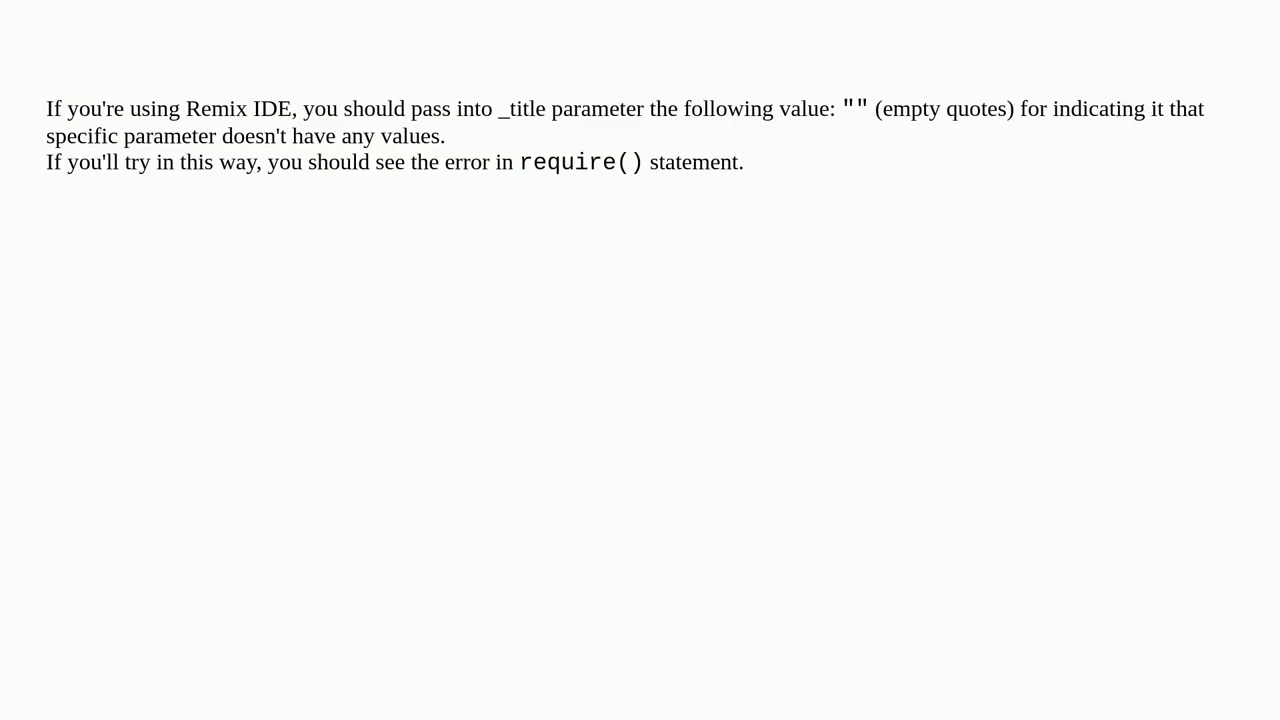 If you're using Remix IDE, you should pass into _title parameter the following value: "" (empty quotes) for indicating it that
specific parameter doesn't have any values.
If you'll try in this way, you should see the error in require() statement.